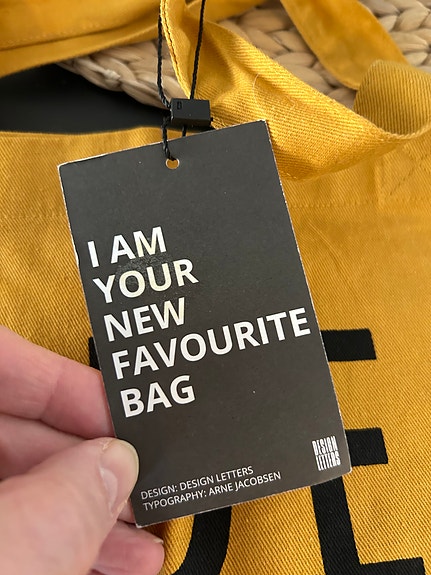 I AM
YOUR
NEW
FAVOURITE
BAG
DESIGN: DESIGN LETTERS
TYPOGRAPHY: ARNE JACOBSEN
DESIGN
LETTERS